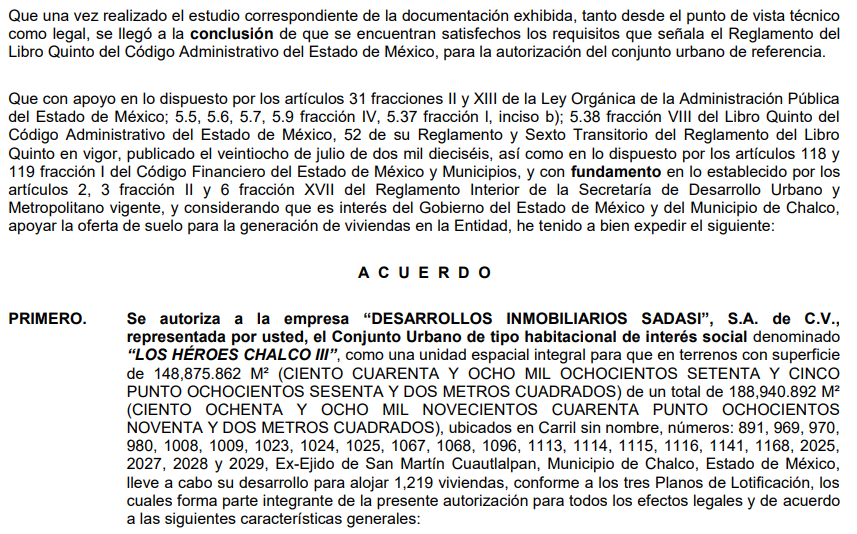 Que una vez realizado el estudio correspondiente de la documentación exhibida, tanto desde el punto de vista técnico
como legal, se llegó a la conclusión de que se encuentran satisfechos los requisitos que señala el Reglamento del
Libro Quinto del Código Administrativo del Estado de México, para la autorización del conjunto urbano de referencia.
Que con apoyo en lo dispuesto por los artículos 31 fracciones II y XIII de la Ley Orgánica de la Administración Pública
del Estado de México; 5.5, 5.6, 5.7, 5.9 fracción IV, 5.37 fracción I, inciso b); 5.38 fracción VIII del Libro Quinto del
Código Administrativo del Estado de México, 52 de su Reglamento y Sexto Transitorio del Reglamento del Libro
Quinto en vigor, publicado el veintiocho de julio de dos mil dieciséis, así como en lo dispuesto por los artículos 118 y
119 fracción I del Código Financiero del Estado de México y Municipios, y con fundamento en lo establecido por los
artículos 2, 3 fracción II y 6 fracción XVII del Reglamento Interior de la Secretaría de Desarrollo Urbano y
Metropolitano vigente, y considerando que es interés del Gobierno del Estado de México y del Municipio de Chalco,
apoyar la oferta de suelo para la generación de viviendas en la Entidad, he tenido a bien expedir el siguiente:
A C U E R D O
PRIMERO. Se autoriza a la empresa “DESARROLLOS INMOBILIARIOS SADASI”, S.A. de C.V.,
representada por usted, el Conjunto Urbano de tipo habitacional de interés social denominado
“LOS HÉROES CHALCO III”, como una unidad espacial integral para que en terrenos con superficie
de 148,875.862 M² (CIENTO CUARENTA Y OCHO MIL OCHOCIENTOS SETENTA Y CINCO
PUNTO OCHOCIENTOS SESENTA Y DOS METROS CUADRADOS) de un total de 188,940.892 M²
(CIENTO OCHENTA Y OCHO MIL NOVECIENTOS CUARENTA PUNTO OCHOCIENTOS
NOVENTA Y DOS METROS CUADRADOS), ubicados en Carril sin nombre, números: 891, 969, 970,
980, 1008, 1009, 1023, 1024, 1025, 1067, 1068, 1096, 1113, 1114, 1115, 1116, 1141, 1168, 2025,
2027, 2028 y 2029, Ex-Ejido de San Martín Cuautlalpan, Municipio de Chalco, Estado de México,
lleve a cabo su desarrollo para alojar 1,219 viviendas, conforme a los tres Planos de Lotificación, los
cuales forma parte integrante de la presente autorización para todos los efectos legales y de acuerdo
a las siguientes características generales: